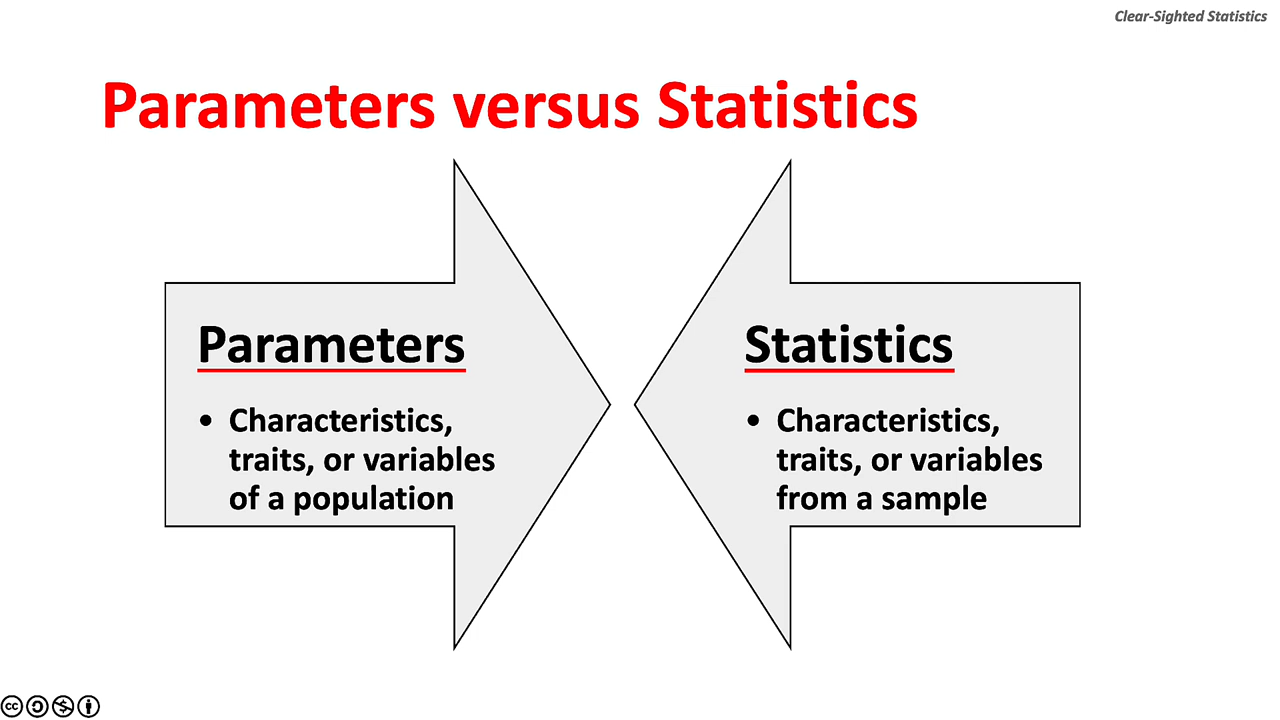 Clear-Sighted Statistics
Parameters versus Statistics
Parameters
• Characteristics,
traits, or variables
of a population
Statistics
• Characteristics,
traits, or variables
from a sample
cc